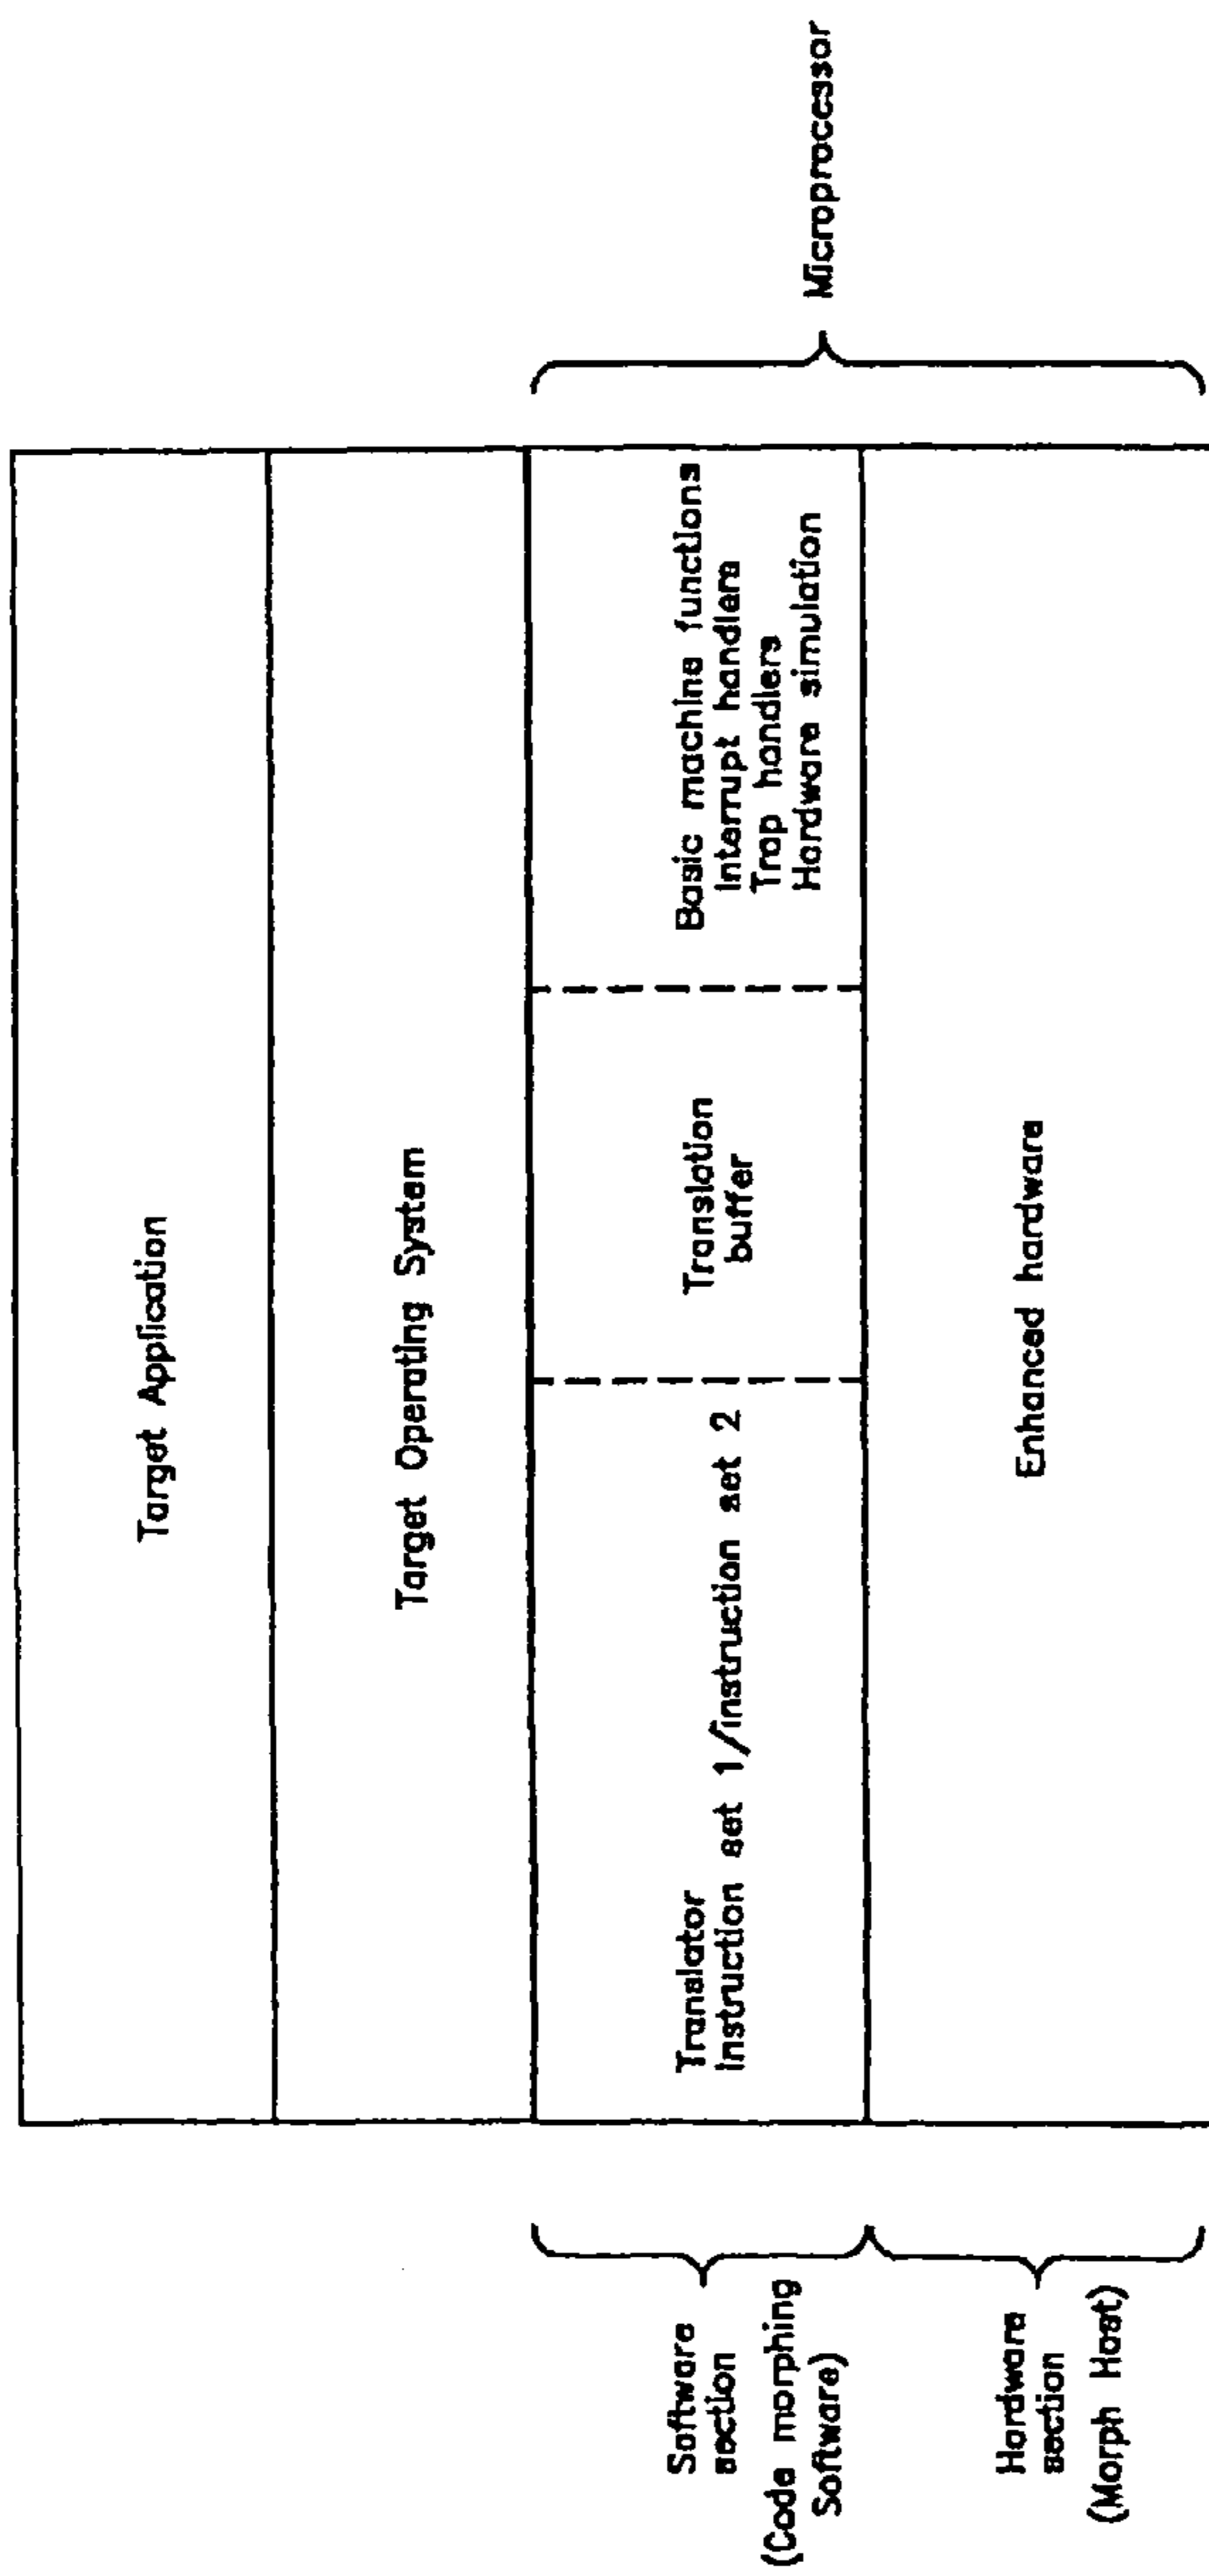 Target Application
Target Operating System
Translator
Instruction set 1/instruction set 2
Translation
buffer
Basic machine functions
Interrupt handlers
Trap handlers
Hardware simulation
Enhanced hardware
Software
section
(Code morphing
Software)
Hardware
section
(Morph Host)
Microprocessor